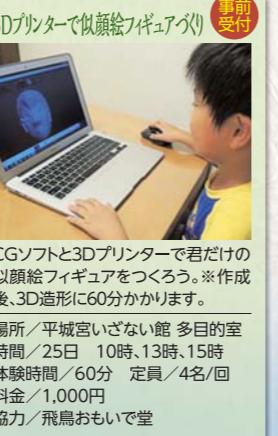 3Dプリンターで似顔絵フィギュアづくり
事前
受付
CGソフトと3Dプリンターで君だけの
似顔絵フィギュアをつくろう。※作成
後、3D造形に60分かかります。
場所／平城宮いざない館 多目的室
時間／25日　10時、13時、15時
体験時間／60分　定員／4名/回
料金／1,000円
協力／飛鳥おもいで堂